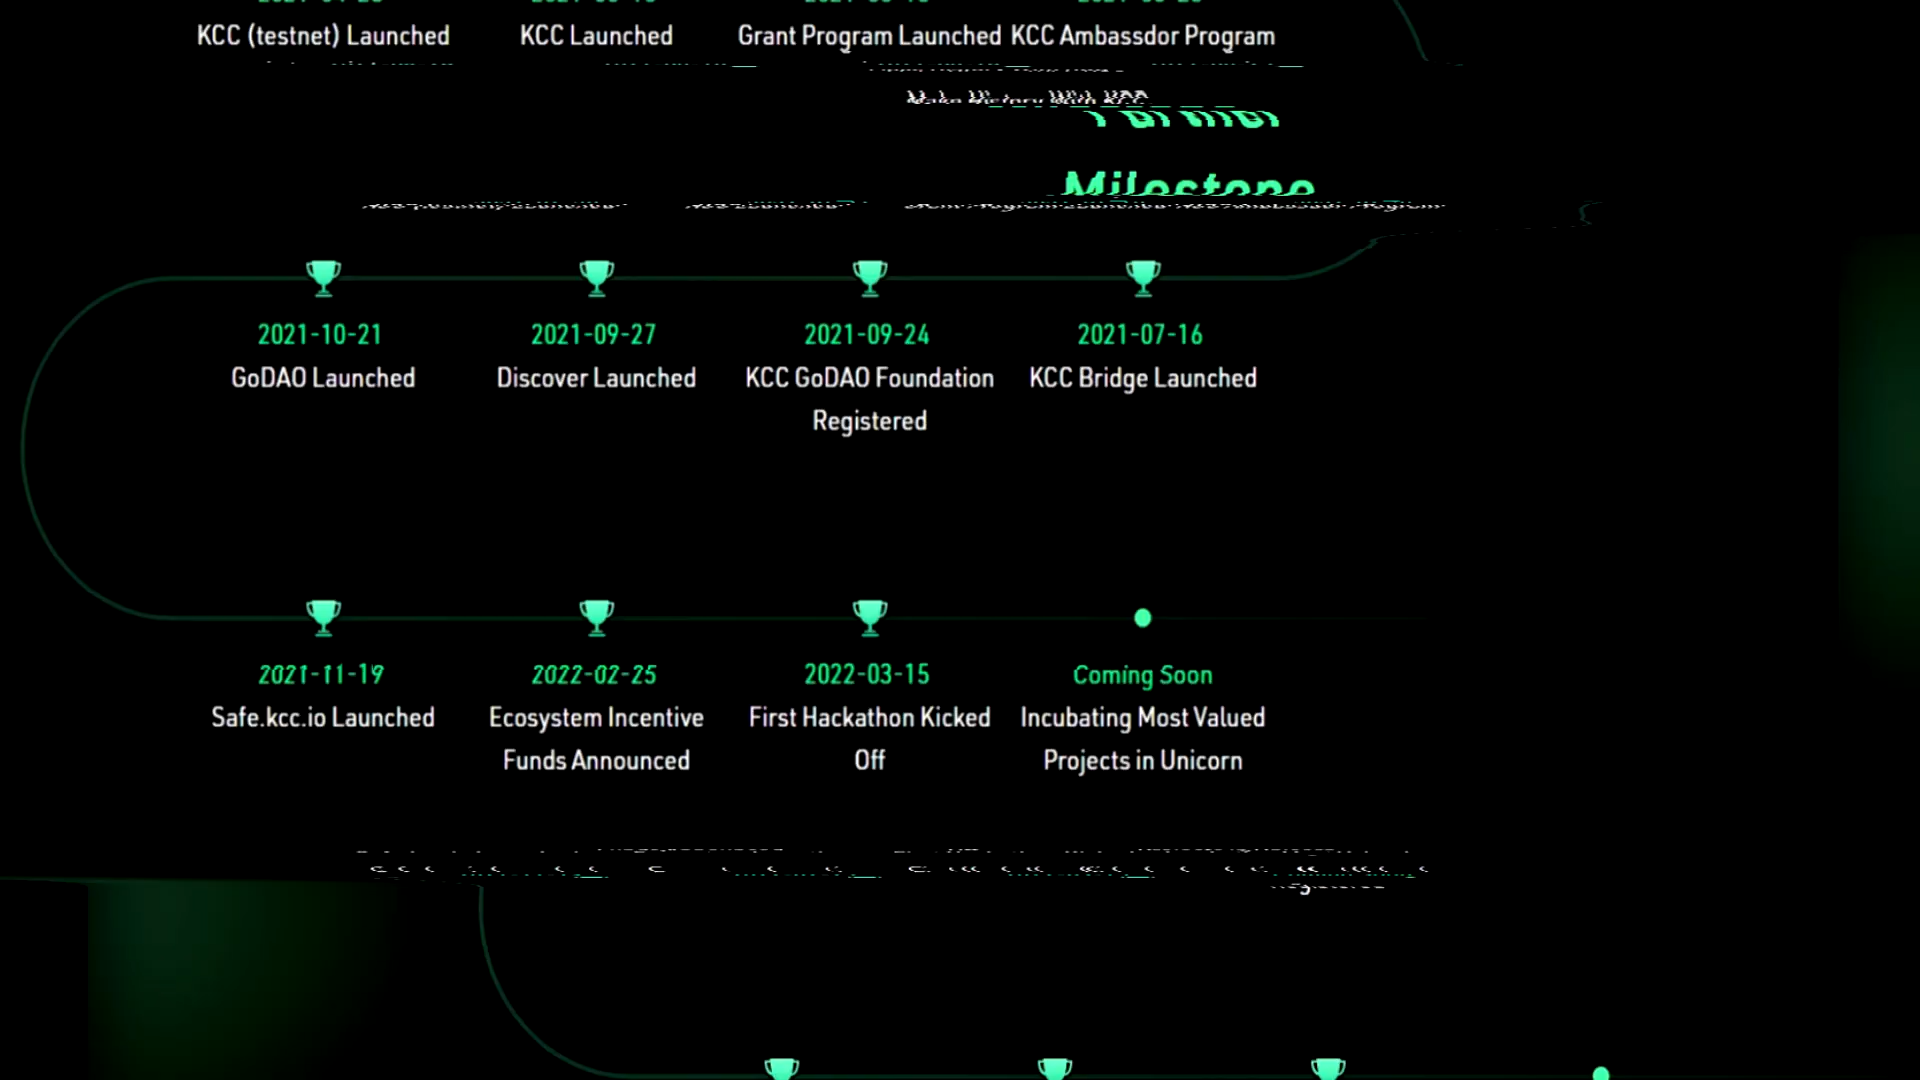 KCC (testnet) Launched
KCC Launched
Grant Program Launched
KCC Ambassdor Program
Milestone
2021-10-21
GoDAO Launched
2021-09-27
Discover Launched
2021-09-24
KCC GoDAO Foundation
Registered
2021-07-16
KCC Bridge Launched
2021-11-19
Safe.kcc.io Launched
2022-02-25
Ecosystem Incentive
Funds Announced
2022-03-15
First Hackathon Kicked
Off
Coming Soon
Incubating Most Valued
Projects in Unicorn